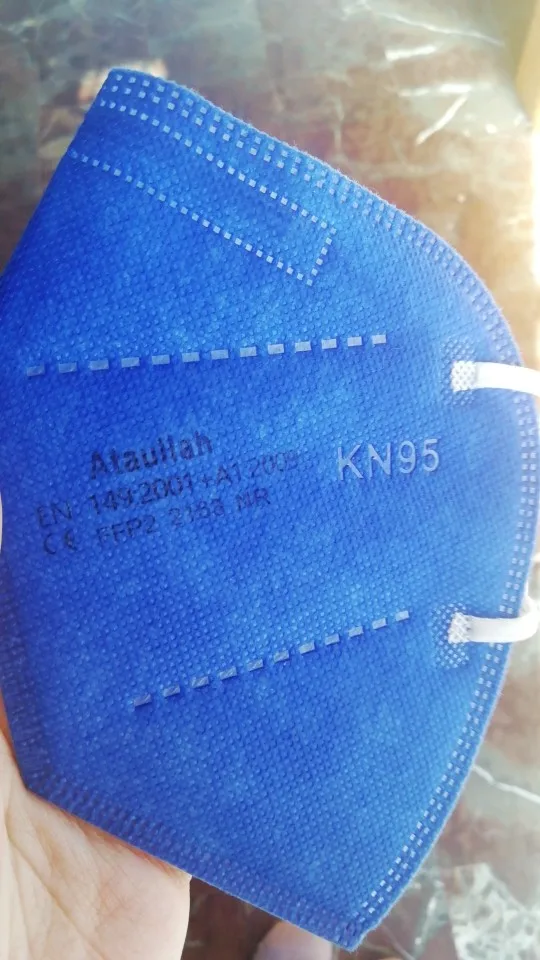 Ataullah
EN 149:2001+A1:2009
CE FFP2 2163 NR
KN95